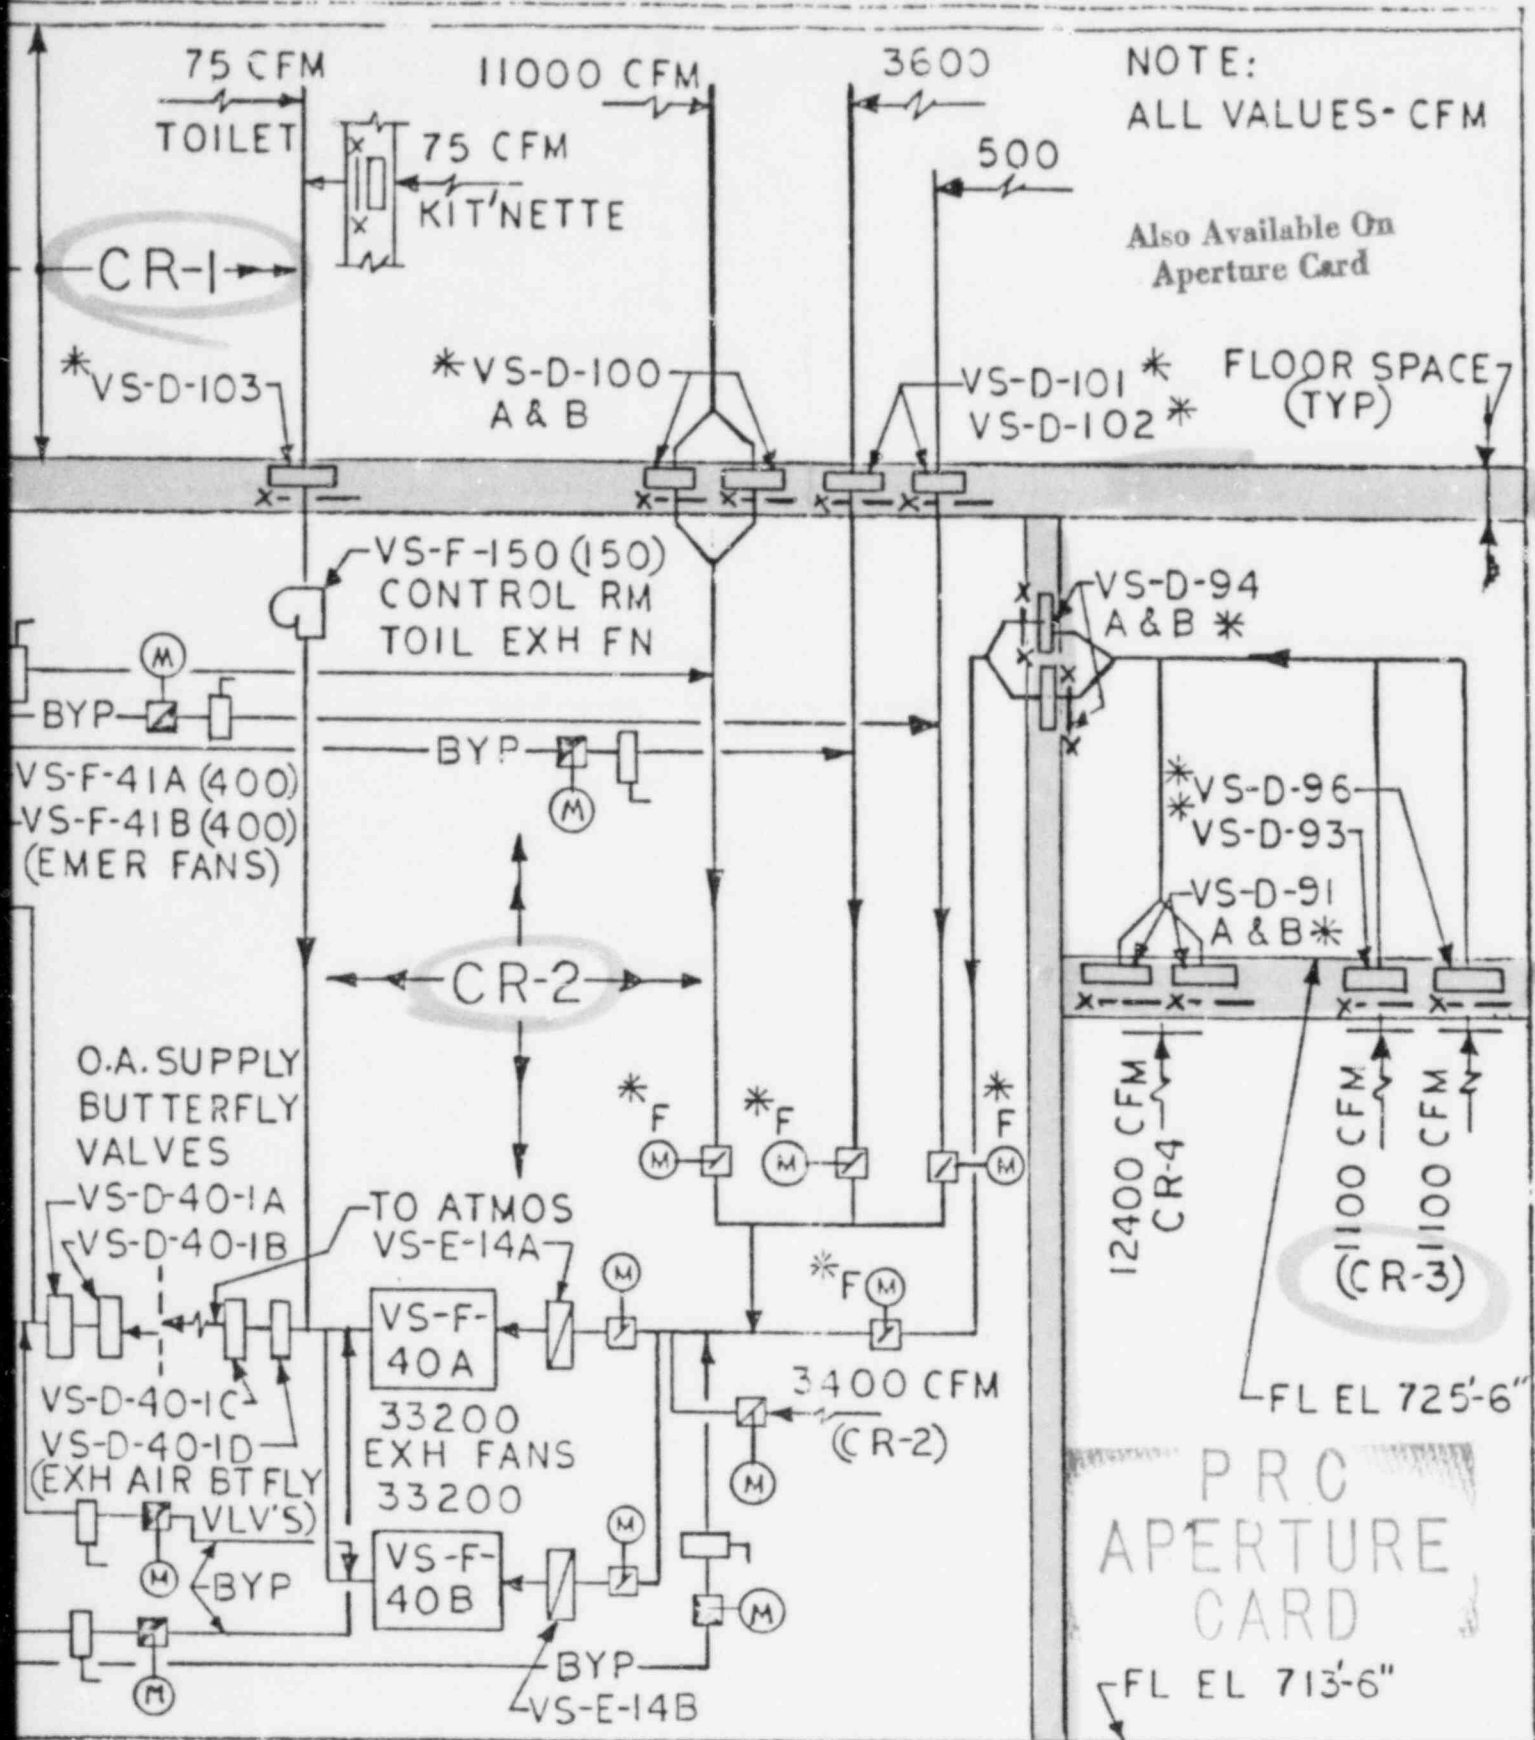 75 CFM
TOILET
75 CFM
KIT'NETTE
11000 CFM
3600
500
NOTE:
ALL VALUES- CFM
Also Available On
Aperture Card
CR-1
*VS-D-103
*VS-D-100
A & B
VS-D-101*
VS-D-102*
FLOOR SPACE
(TYP)
x
x
x
x
x
x
VS-F-150 (150)
CONTROL RM
TOIL EXH FN
VS-D-94
A & B *
x
x
x
x
M
BYP
BYP
M
VS-F-41A (400)
VS-F-41B (400)
(EMER FANS)
*VS-D-96
*VS-D-93
VS-D-91
A & B*
x
x
x
x
CR-2
12400 CFM
CR-4
1100 CFM
1100 CFM
(CR-3)
O.A. SUPPLY
BUTTERFLY
VALVES
VS-D-40-1A
VS-D-40-1B
*F
M
*F
M
*F
M
TO ATMOS
VS-E-14A
M
*F M
VS-F-
40A
33200
EXH FANS
33200
3400 CFM
(CR-2)
M
VS-D-40-1C
VS-D-40-1D
(EXH AIR BTFLY
VLV'S)
M
BYP
VS-F-
40B
M
M
M
BYP
VS-E-14B
FL EL 725'-6"
PRC
APERTURE
CARD
FL EL 713'-6"